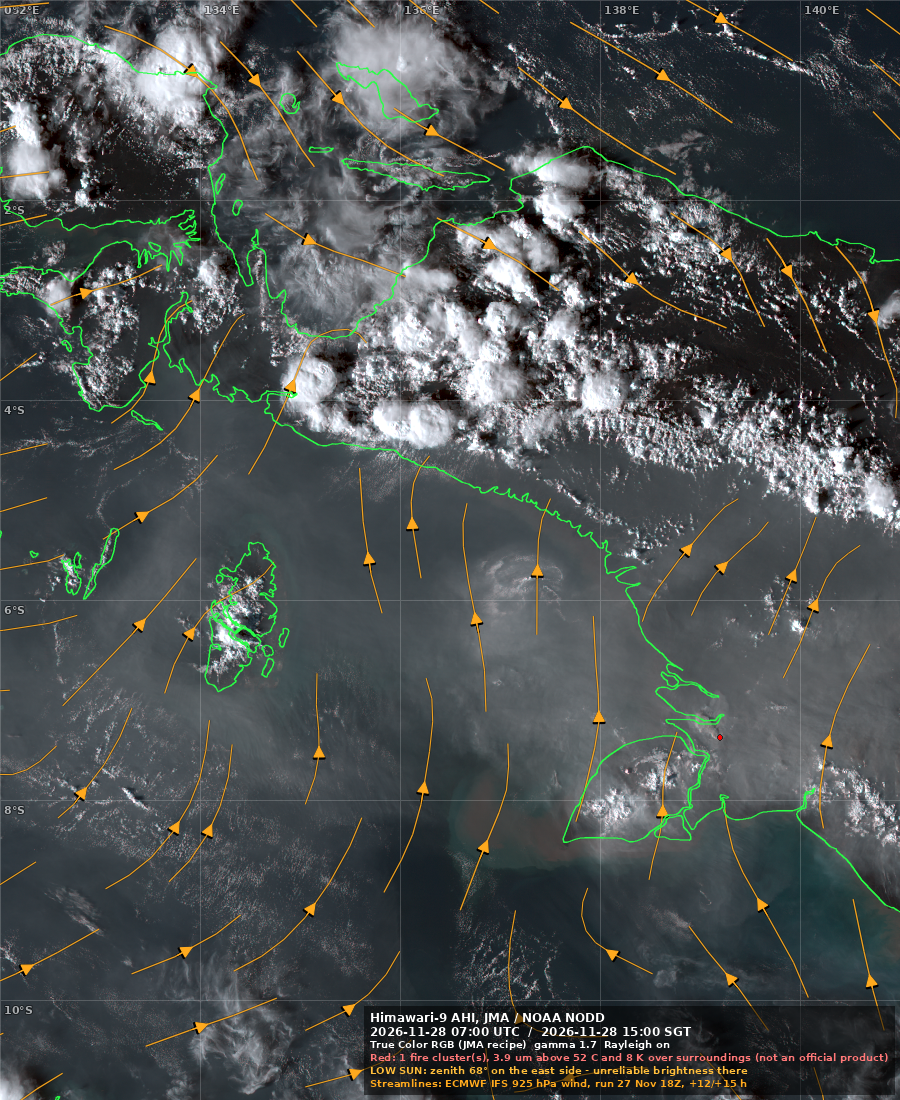 052°E 134°E 136°E 138°E 140°E
2°S
4°S
6°S
8°S
10°S
Himawari-9 AHI, JMA / NOAA NODD
2026-11-28 07:00 UTC / 2026-11-28 15:00 SGT
True Color RGB (JMA recipe) gamma 1.7 Rayleigh on
Red: 1 fire cluster(s), 3.9 um above 52 C and 8 K over surroundings (not an official product)
LOW SUN: zenith 68° on the east side - unreliable brightness there
Streamlines: ECMWF IFS 925 hPa wind, run 27 Nov 18Z, +12/+15 h